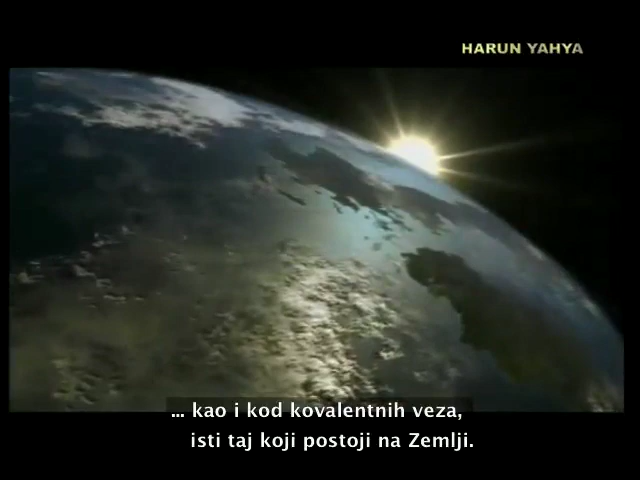 HARUN YAHYA
... kao i kod kovalentnih veza,
isti taj koji postoji na Zemlji.